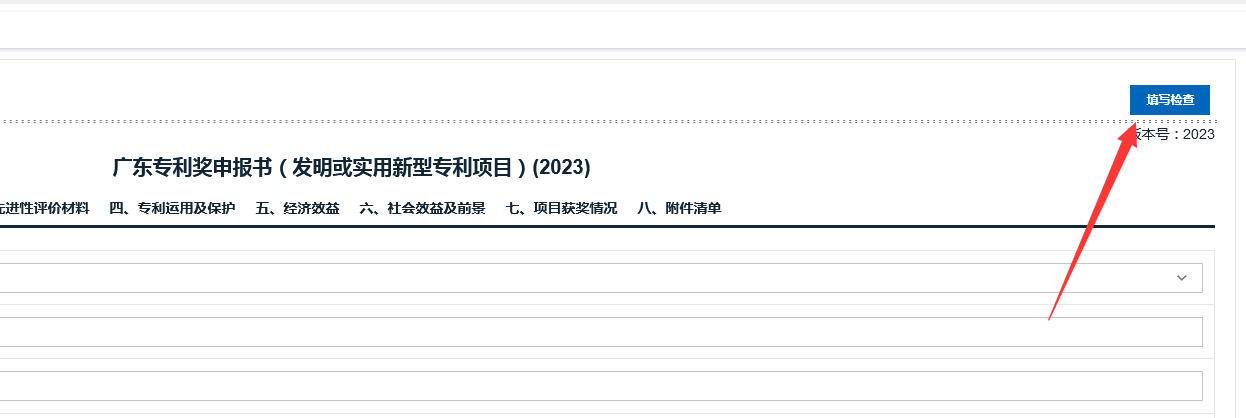 填写检查
版本号：2023
广东专利奖申报书（发明或实用新型专利项目）(2023)
先进性评价材料 四、专利运用及保护 五、经济效益 六、社会效益及前景 七、项目获奖情况 八、附件清单